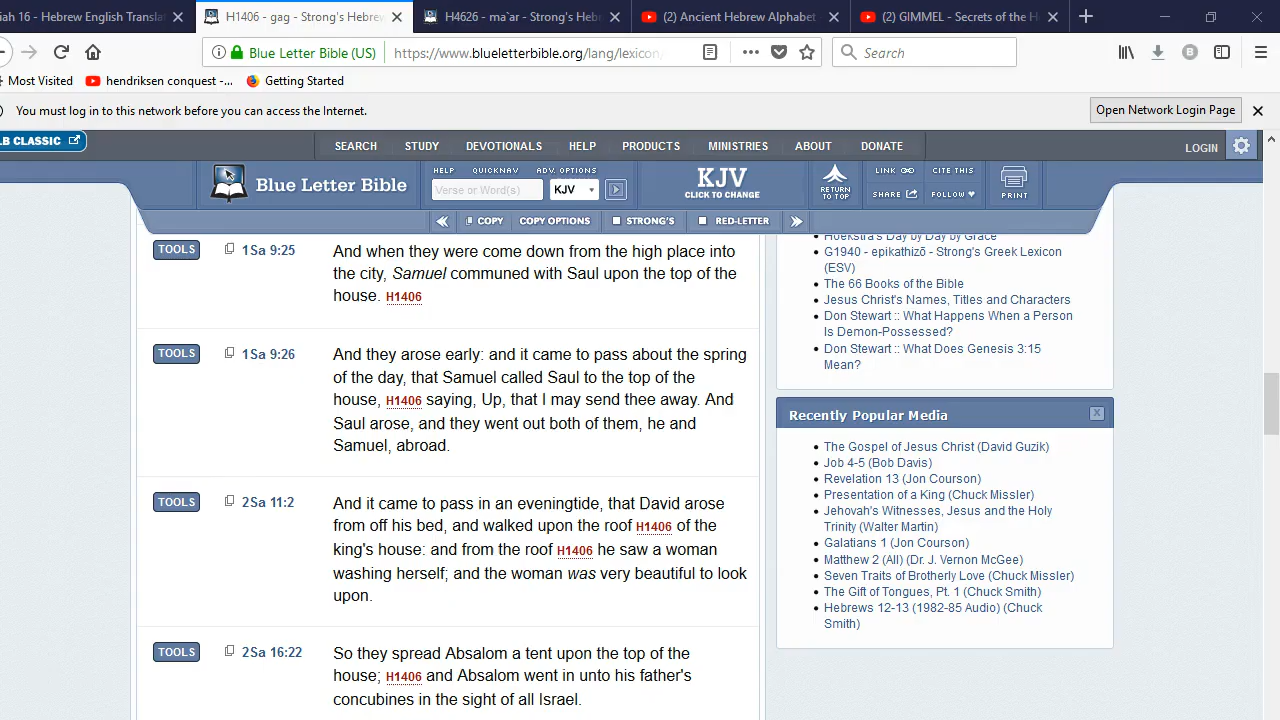 iah 16 - Hebrew English Translat
H1406 - gag - Strong's Hebrew
H4626 - ma`ar - Strong's Heb
(2) Ancient Hebrew Alphabet
(2) GIMMEL - Secrets of the H
Blue Letter Bible (US)
https://www.blueletterbible.org/lang/lexicon
Search
Most Visited
hendriksen conquest -...
Getting Started
You must log in to this network before you can access the Internet.
Open Network Login Page
LB CLASSIC
SEARCH STUDY DEVOTIONALS HELP PRODUCTS MINISTRIES ABOUT DONATE
LOGIN
Blue Letter Bible
HELP QUICKNAV ADV. OPTIONS
Verse or Word(s)
KJV
KJV
CLICK TO CHANGE
RETURN
TO TOP
LINK
CITE THIS
SHARE
FOLLOW
PRINT
COPY COPY OPTIONS STRONG'S RED-LETTER
TOOLS
1Sa 9:25
And when they were come down from the high place into
the city, Samuel communed with Saul upon the top of the
house. H1406
TOOLS
1Sa 9:26
And they arose early: and it came to pass about the spring
of the day, that Samuel called Saul to the top of the
house, H1406 saying, Up, that I may send thee away. And
Saul arose, and they went out both of them, he and
Samuel, abroad.
TOOLS
2Sa 11:2
And it came to pass in an eveningtide, that David arose
from off his bed, and walked upon the roof H1406 of the
king's house: and from the roof H1406 he saw a woman
washing herself; and the woman was very beautiful to look
upon.
TOOLS
2Sa 16:22
So they spread Absalom a tent upon the top of the
house; H1406 and Absalom went in unto his father's
concubines in the sight of all Israel.
Hoekstra's Day by Day by Grace
G1940 - epikathizō - Strong's Greek Lexicon
(ESV)
The 66 Books of the Bible
Jesus Christ's Names, Titles and Characters
Don Stewart :: What Happens When a Person
Is Demon-Possessed?
Don Stewart :: What Does Genesis 3:15
Mean?
Recently Popular Media
The Gospel of Jesus Christ (David Guzik)
Job 4-5 (Bob Davis)
Revelation 13 (Jon Courson)
Presentation of a King (Chuck Missler)
Jehovah's Witnesses, Jesus and the Holy
Trinity (Walter Martin)
Galatians 1 (Jon Courson)
Matthew 2 (All) (Dr. J. Vernon McGee)
Seven Traits of Brotherly Love (Chuck Missler)
The Gift of Tongues, Pt. 1 (Chuck Smith)
Hebrews 12-13 (1982-85 Audio) (Chuck
Smith)